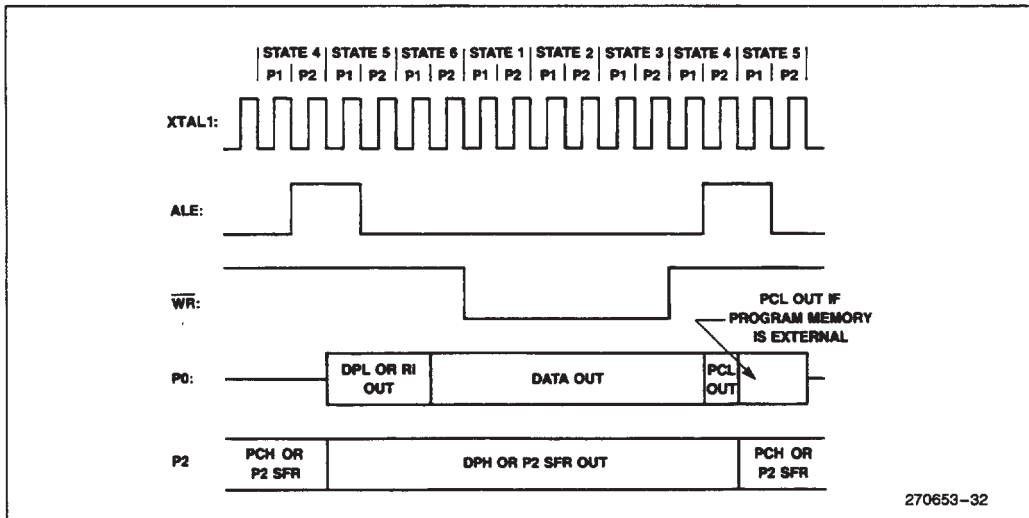 STATE 4 STATE 5 STATE 6 STATE 1 STATE 2 STATE 3 STATE 4 STATE 5
P1 P2 P1 P2 P1 P2 P1 P2 P1 P2 P1 P2 P1 P2 P1 P2
XTAL1:
ALE:
WR:
PCL OUT IF
PROGRAM MEMORY
IS EXTERNAL
P0:
DPL OR RI
OUT
DATA OUT
PCL
OUT
P2
PCH OR
P2 SFR
DPH OR P2 SFR OUT
PCH OR
P2 SFR
270653-32